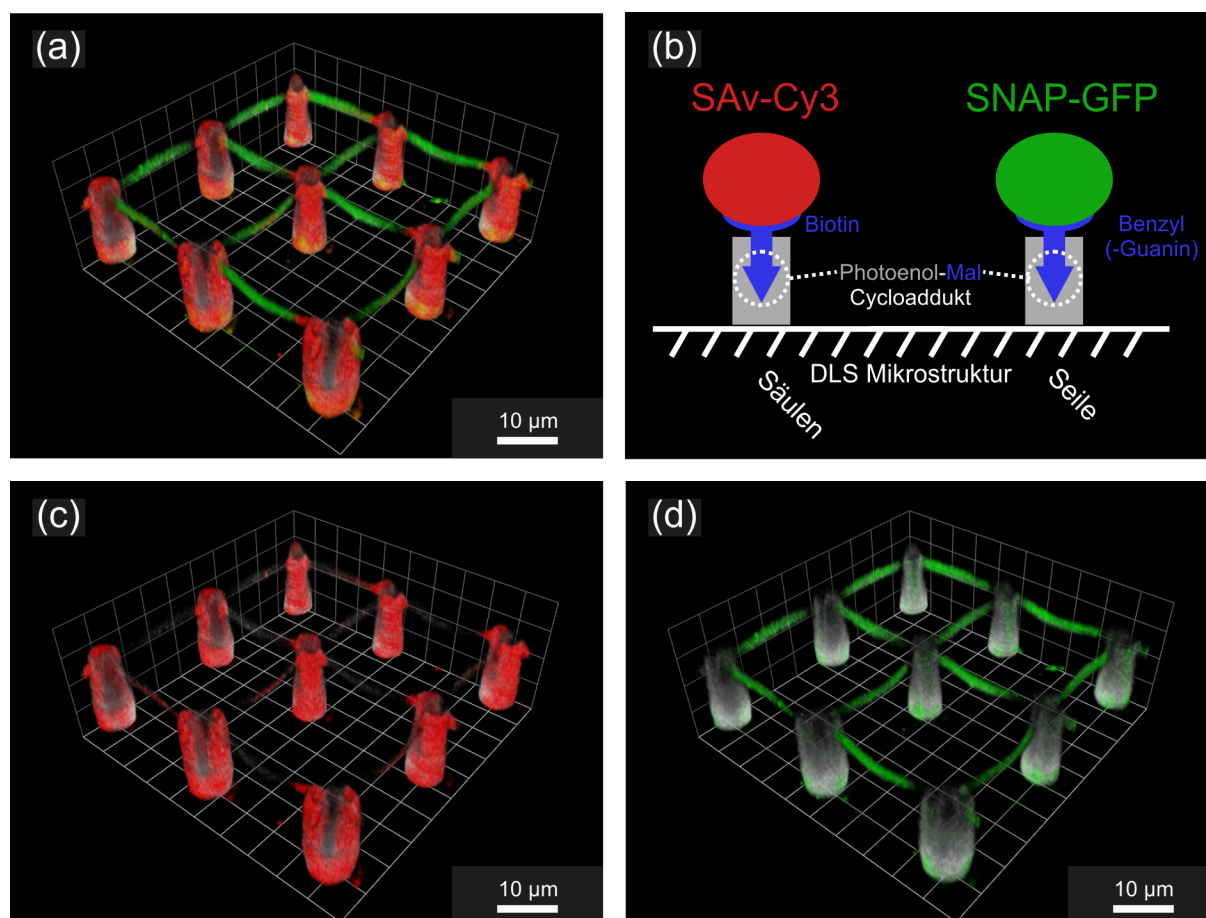 (a)
10 µm
(b)
SAv-Cy3
SNAP-GFP
Biotin
Benzyl
(-Guanin)
Photoenol-Mal
Cycloaddukt
DLS Mikrostruktur
Säulen
Seile
(c)
10 µm
(d)
10 µm